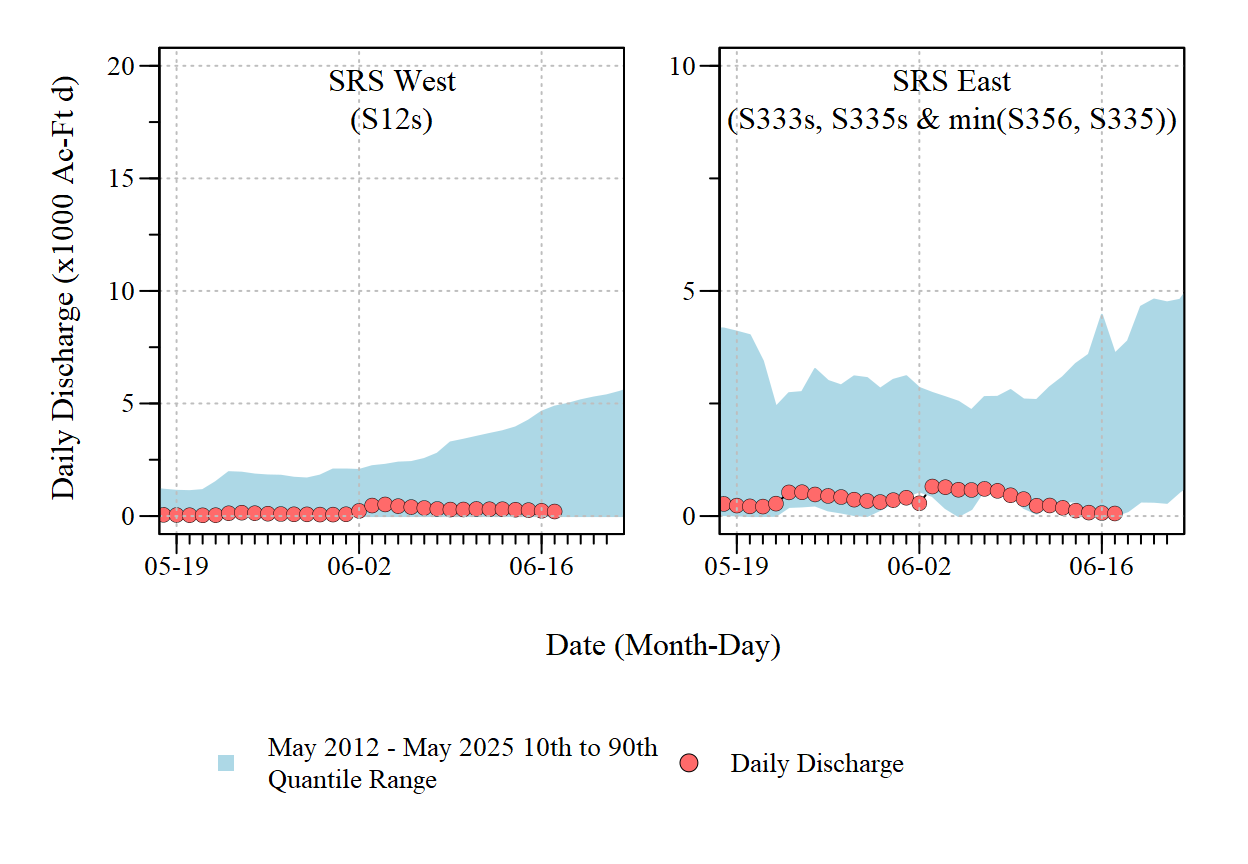 Daily Discharge (x1000 Ac-Ft d)
SRS West
(S12s)
20
15
10
5
0
05-19
06-02
06-16
SRS East
(S333s, S335s & min(S356, S335))
10
5
0
05-19
06-02
06-16
Date (Month-Day)
May 2012 - May 2025 10th to 90th
Quantile Range
Daily Discharge